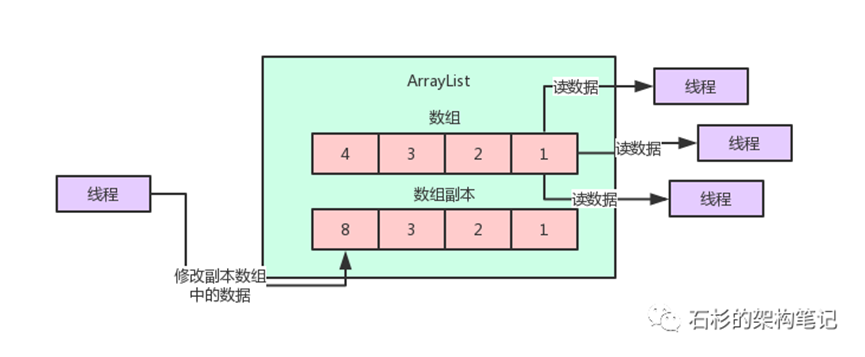 ArrayList
数组
4 3 2 1
数组副本
8 3 2 1
读数据
线程
读数据
线程
读数据
线程
线程
修改副本数组
中的数据
石杉的架构笔记